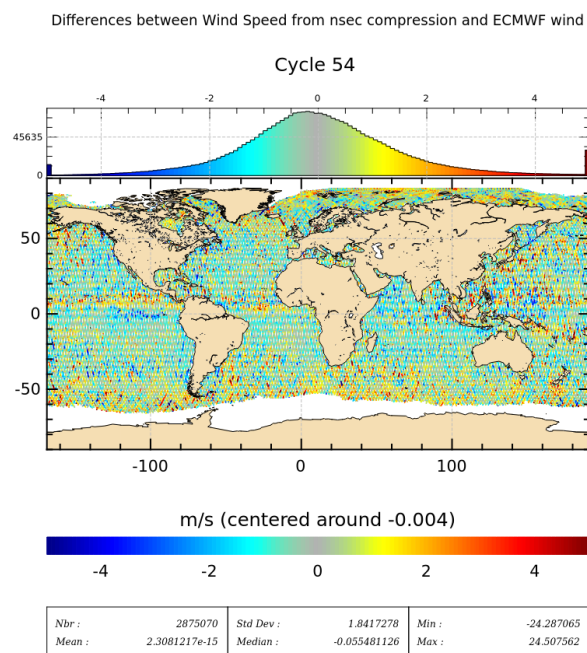 Differences between Wind Speed from nsec compression and ECMWF wind
Cycle 54
-4 -2 0 2 4
45635
0
50
0
-50
-100 0 100
m/s (centered around -0.004)
-4 -2 0 2 4
Nbr : 2875070 Std Dev : 1.8417278 Min : -24.287065
Mean : 2.3081217e-15 Median : -0.055481126 Max : 24.507562